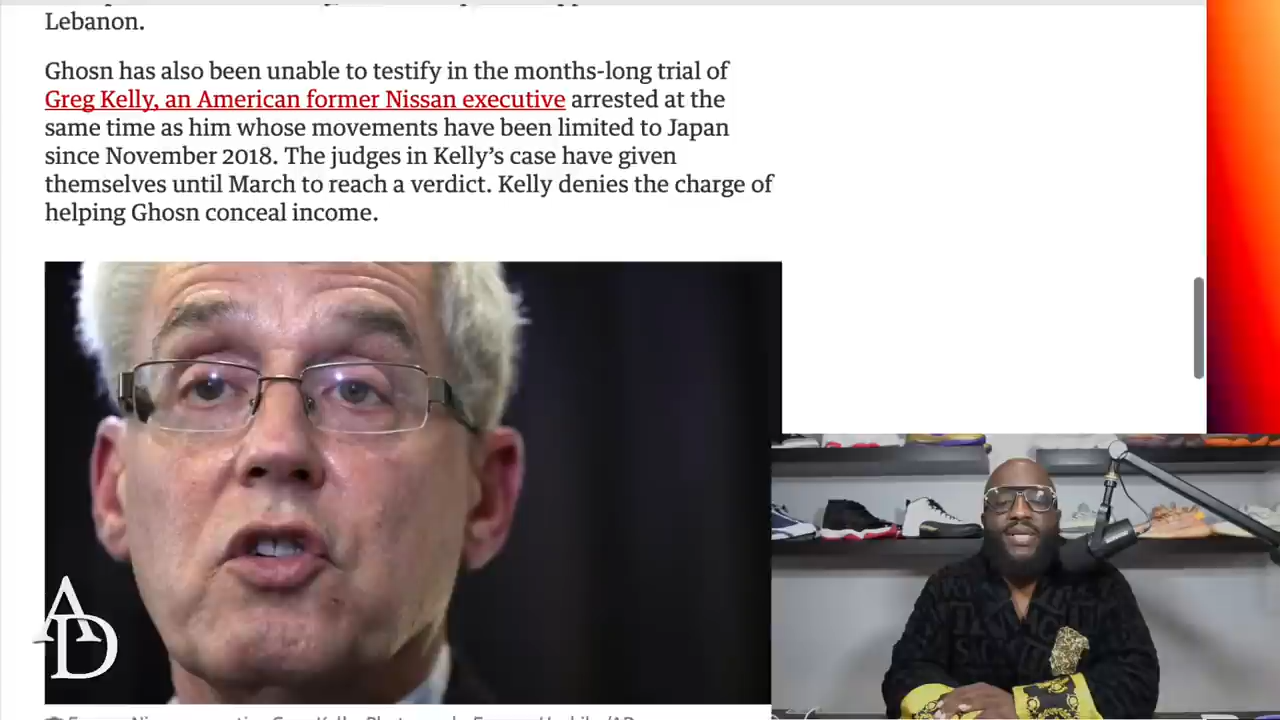 Lebanon.
Ghosn has also been unable to testify in the months-long trial of
Greg Kelly, an American former Nissan executive arrested at the
same time as him whose movements have been limited to Japan
since November 2018. The judges in Kelly’s case have given
themselves until March to reach a verdict. Kelly denies the charge of
helping Ghosn conceal income.
AD